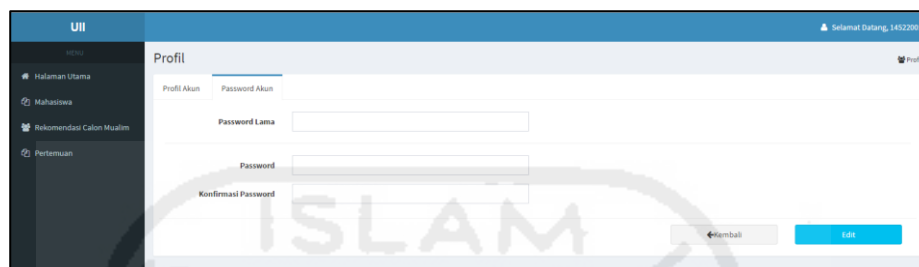 UII
Selamat Datang, 1452200
MENU
Profil
Prof
Halaman Utama
Profil Akun Password Akun
Mahasiswa
Password Lama
Rekomendasi Calon Mualim
Pertemuan
Password
Konfirmasi Password
ISLAM
Kembali Edit